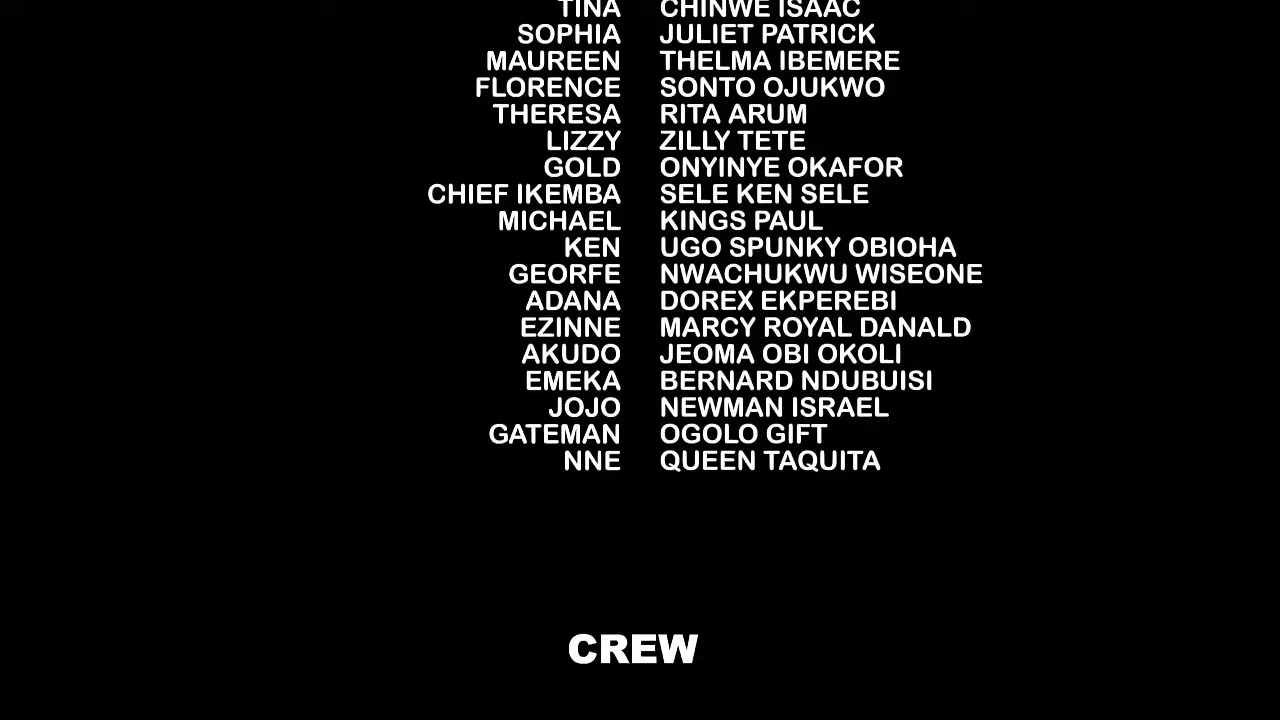 TINA CHINWE ISAAC
SOPHIA JULIET PATRICK
MAUREEN THELMA IBEMERE
FLORENCE SONTO OJUKWO
THERESA RITA ARUM
LIZZY ZILLY TETE
GOLD ONYINYE OKAFOR
CHIEF IKEMBA SELE KEN SELE
MICHAEL KINGS PAUL
KEN UGO SPUNKY OBIOHA
GEORFE NWACHUKWU WISEONE
ADANA DOREX EKPEREBI
EZINNE MARCY ROYAL DANALD
AKUDO JEOMA OBI OKOLI
EMEKA BERNARD NDUBUISI
JOJO NEWMAN ISRAEL
GATEMAN OGOLO GIFT
NNE QUEEN TAQUITA
CREW